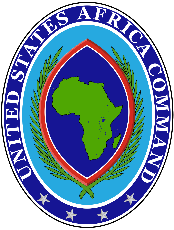 UNITED STATES AFRICA COMMAND